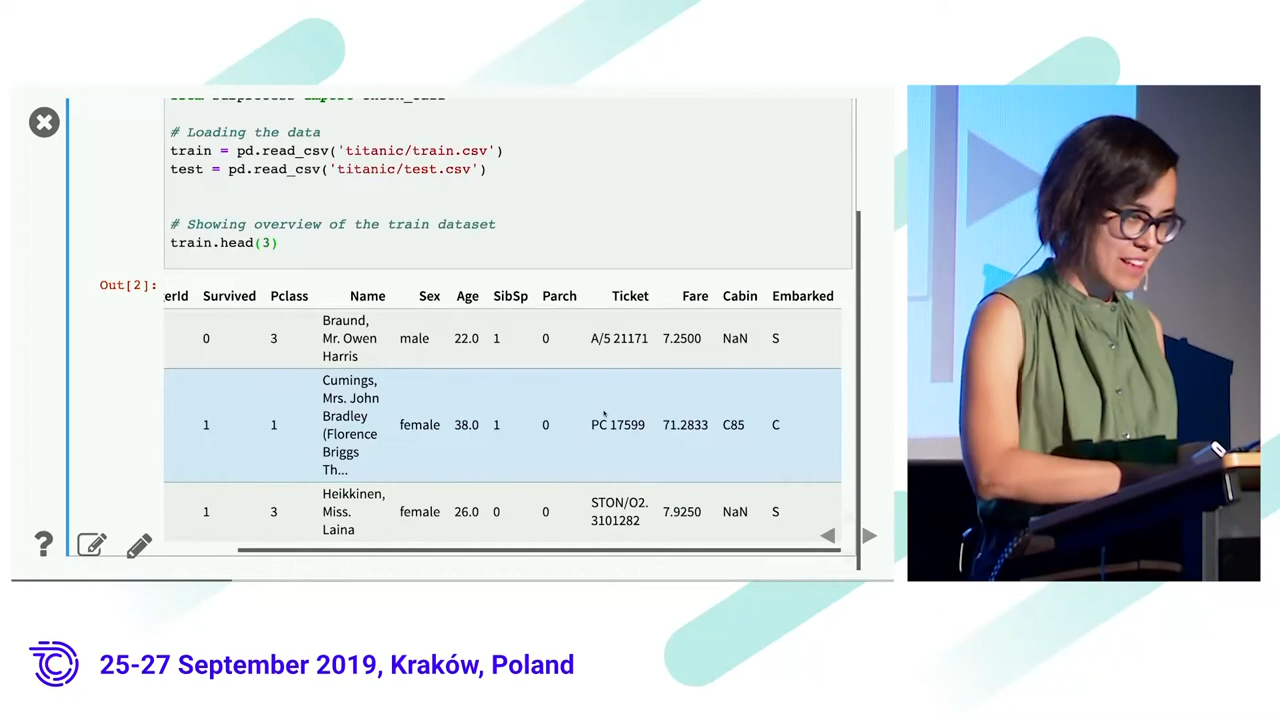 # Loading the data
train = pd.read_csv('titanic/train.csv')
test = pd.read_csv('titanic/test.csv')
# Showing overview of the train dataset
train.head(3)
Out[2]:
erId Survived Pclass Name Sex Age SibSp Parch Ticket Fare Cabin Embarked
0 3 Braund, Mr. Owen Harris male 22.0 1 0 A/5 21171 7.2500 NaN S
1 1 Cumings, Mrs. John Bradley (Florence Briggs Th... female 38.0 1 0 PC 17599 71.2833 C85 C
1 3 Heikkinen, Miss. Laina female 26.0 0 0 STON/O2. 3101282 7.9250 NaN S
?
25-27 September 2019, Kraków, Poland